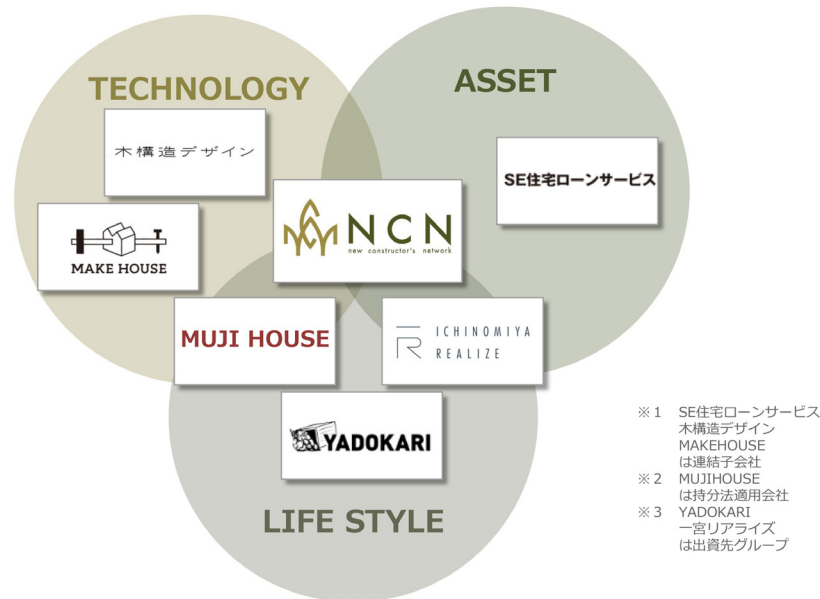 TECHNOLOGY
ASSET
木構造デザイン
SE住宅ローンサービス
MAKE HOUSE
NCN
new constructor's network
MUJI HOUSE
ICHINOMIYA
REALIZE
YADOKARI
LIFE STYLE
※1 SE住宅ローンサービス
木構造デザイン
MAKEHOUSE
は連結子会社
※2 MUJIHOUSE
は持分法適用会社
※3 YADOKARI
一宮リアライズ
は出資先グループ